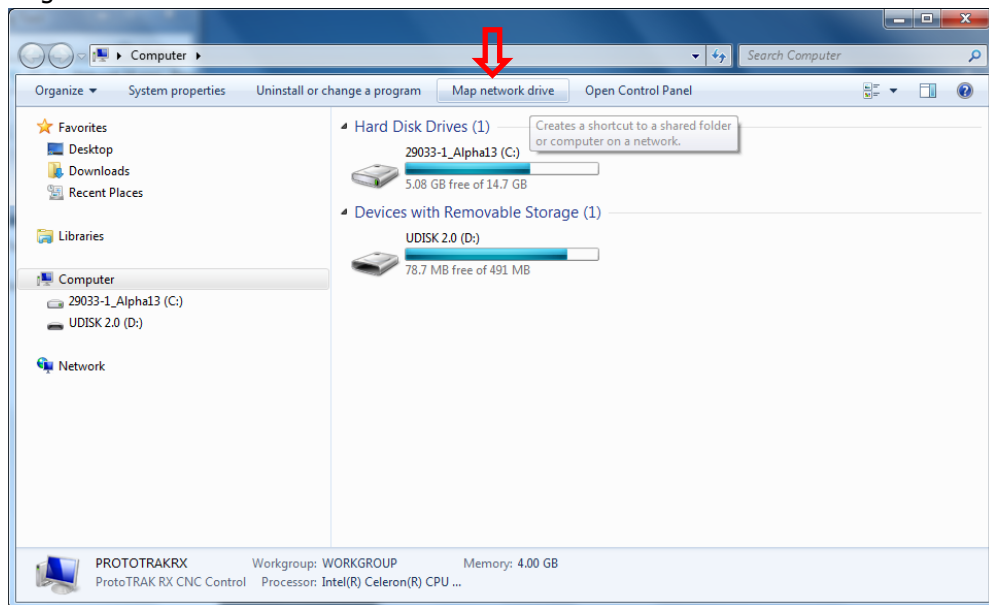 Computer
Search Computer
Organize
System properties
Uninstall or change a program
Map network drive
Open Control Panel
Favorites
Desktop
Downloads
Recent Places
Libraries
Computer
29033-1_Alpha13 (C:)
UDISK 2.0 (D:)
Network
Hard Disk Drives (1)
Creates a shortcut to a shared folder
or computer on a network.
29033-1_Alpha13 (C:)
5.08 GB free of 14.7 GB
Devices with Removable Storage (1)
UDISK 2.0 (D:)
78.7 MB free of 491 MB
PROTOTRAKRX Workgroup: WORKGROUP Memory: 4.00 GB
ProtoTRAK RX CNC Control Processor: Intel(R) Celeron(R) CPU ...